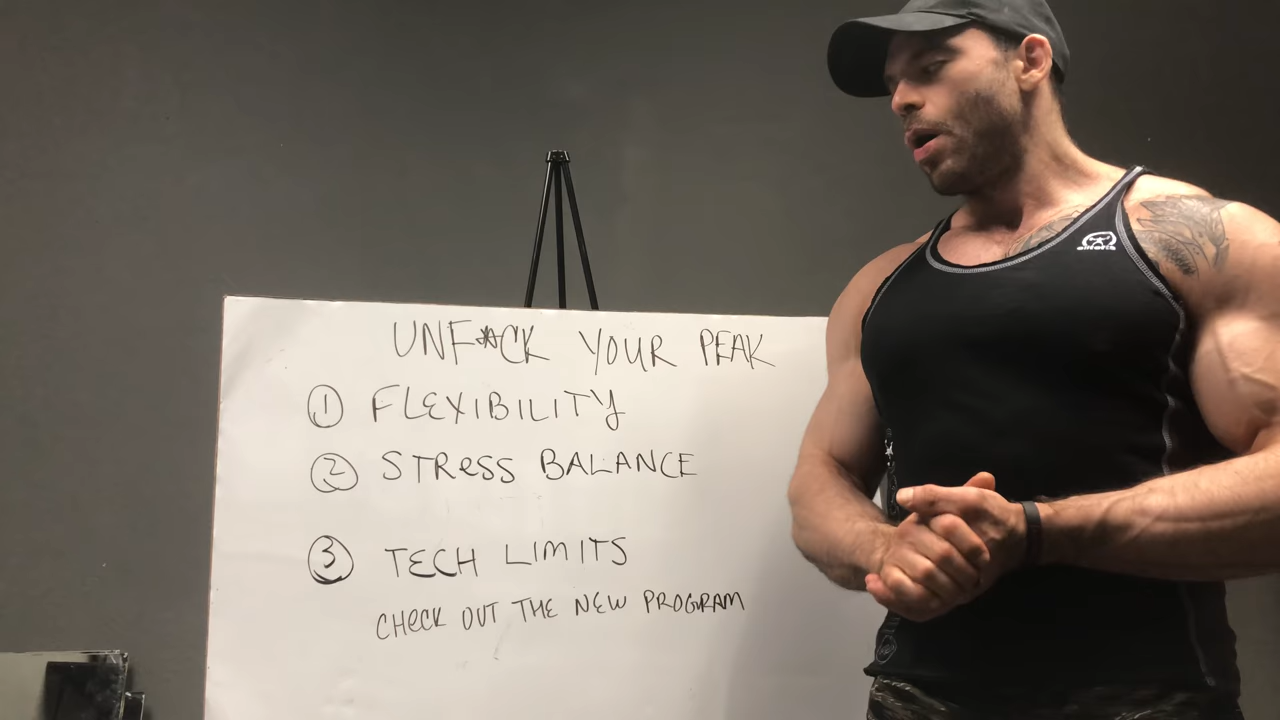 UNF*CK YOUR PEAK
① FLEXIBILITY
② STRESS BALANCE
③ TECH LIMITS
CHECK OUT THE NEW PROGRAM